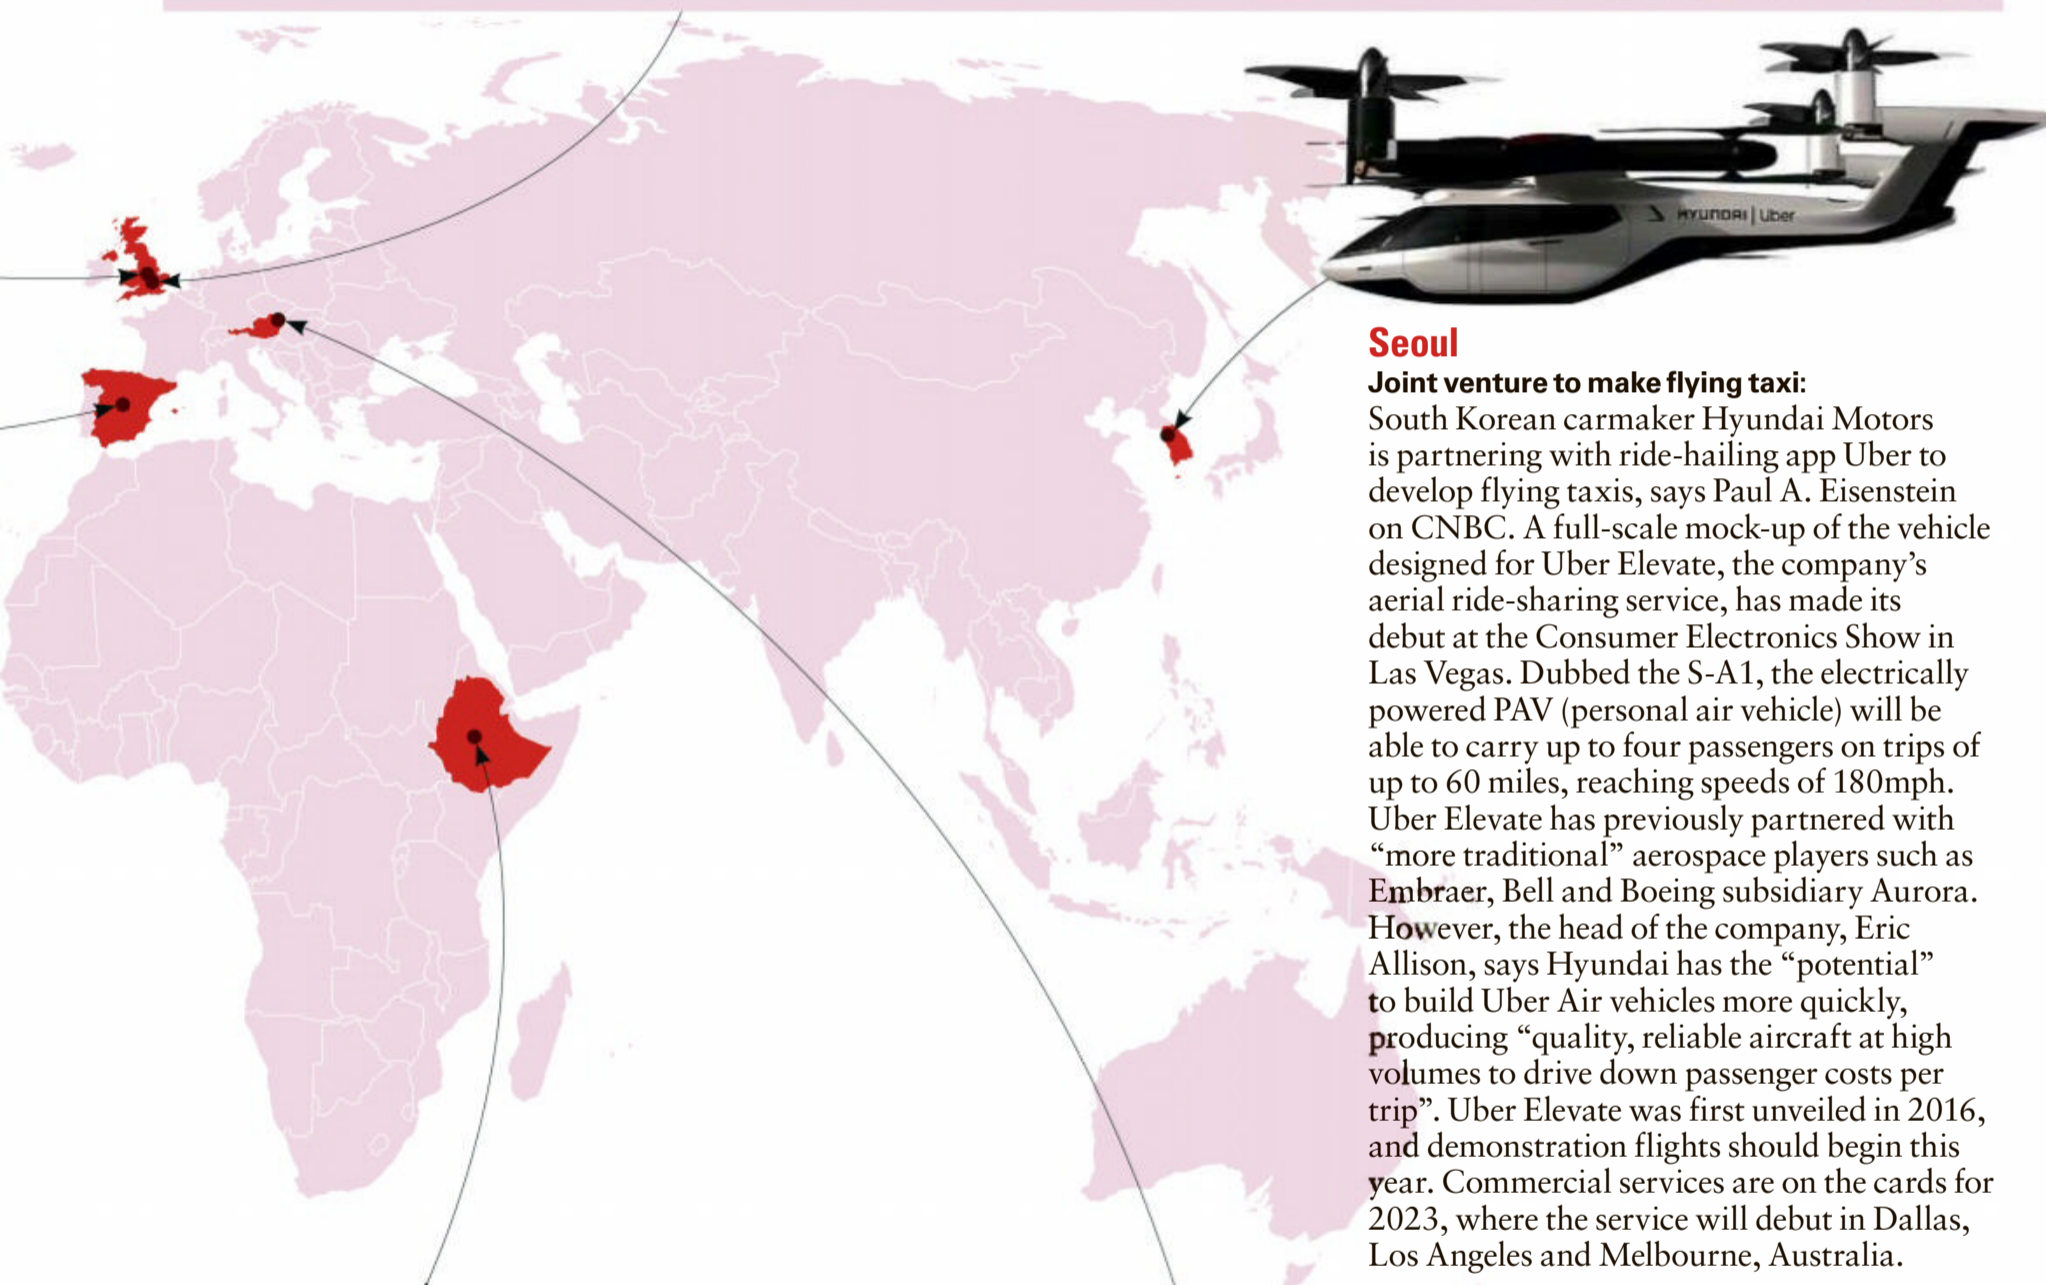 HYUNDAI | Uber
Seoul
Joint venture to make flying taxi:
South Korean carmaker Hyundai Motors
is partnering with ride-hailing app Uber to
develop flying taxis, says Paul A. Eisenstein
on CNBC. A full-scale mock-up of the vehicle
designed for Uber Elevate, the company’s
aerial ride-sharing service, has made its
debut at the Consumer Electronics Show in
Las Vegas. Dubbed the S-A1, the electrically
powered PAV (personal air vehicle) will be
able to carry up to four passengers on trips of
up to 60 miles, reaching speeds of 180mph.
Uber Elevate has previously partnered with
“more traditional” aerospace players such as
Embraer, Bell and Boeing subsidiary Aurora.
However, the head of the company, Eric
Allison, says Hyundai has the “potential”
to build Uber Air vehicles more quickly,
producing “quality, reliable aircraft at high
volumes to drive down passenger costs per
trip”. Uber Elevate was first unveiled in 2016,
and demonstration flights should begin this
year. Commercial services are on the cards for
2023, where the service will debut in Dallas,
Los Angeles and Melbourne, Australia.